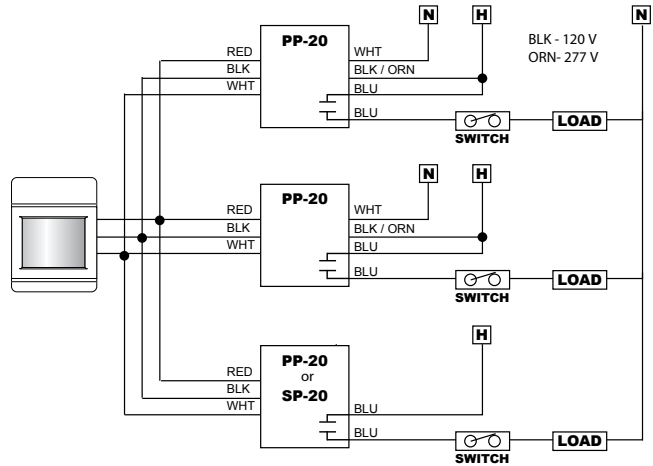 N H N
PP-20
BLK - 120 V
ORN- 277 V
RED WHT
BLK BLK / ORN
WHT BLU
BLU
SWITCH
LOAD
N H
PP-20
RED WHT
BLK BLK / ORN
WHT BLU
BLU
SWITCH
LOAD
H
PP-20
or
SP-20
RED
BLK
WHT BLU
BLU
SWITCH
LOAD